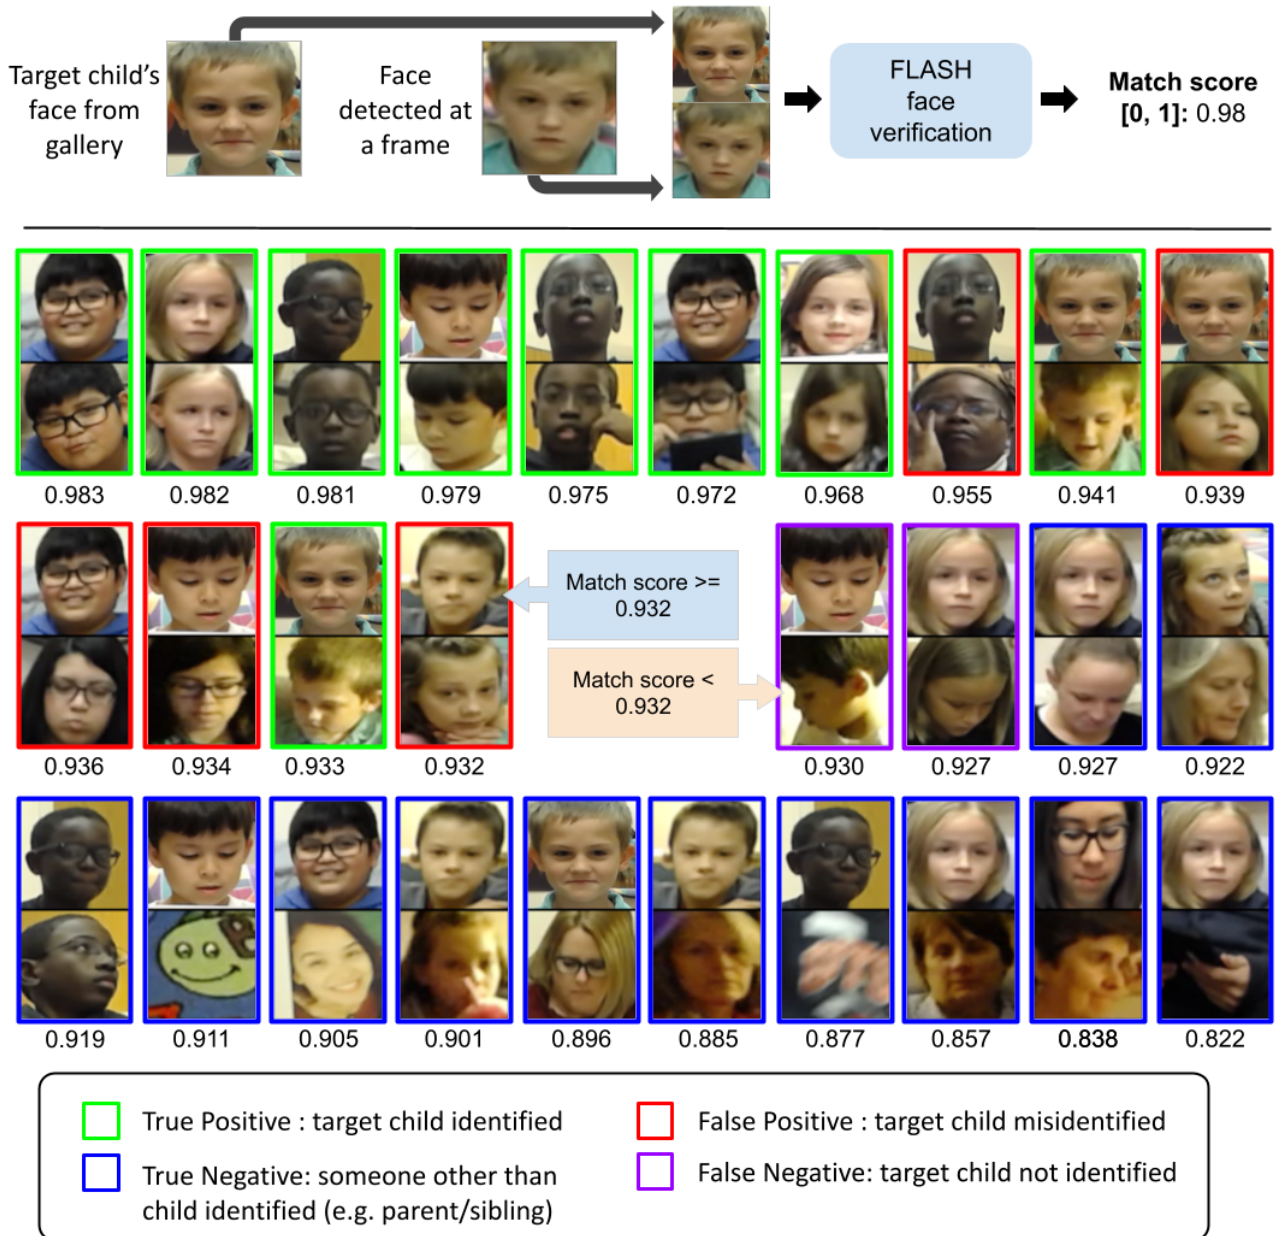 Target child's
face from
gallery
Face
detected at
a frame
FLASH
face
verification
Match score
[0, 1]: 0.98
0.983 0.982 0.981 0.979 0.975 0.972 0.968 0.955 0.941 0.939
Match score >=
0.932
Match score <
0.932
0.936 0.934 0.933 0.932 0.930 0.927 0.927 0.922
0.919 0.911 0.905 0.901 0.896 0.885 0.877 0.857 0.838 0.822
True Positive : target child identified
False Positive : target child misidentified
True Negative: someone other than
child identified (e.g. parent/sibling)
False Negative: target child not identified